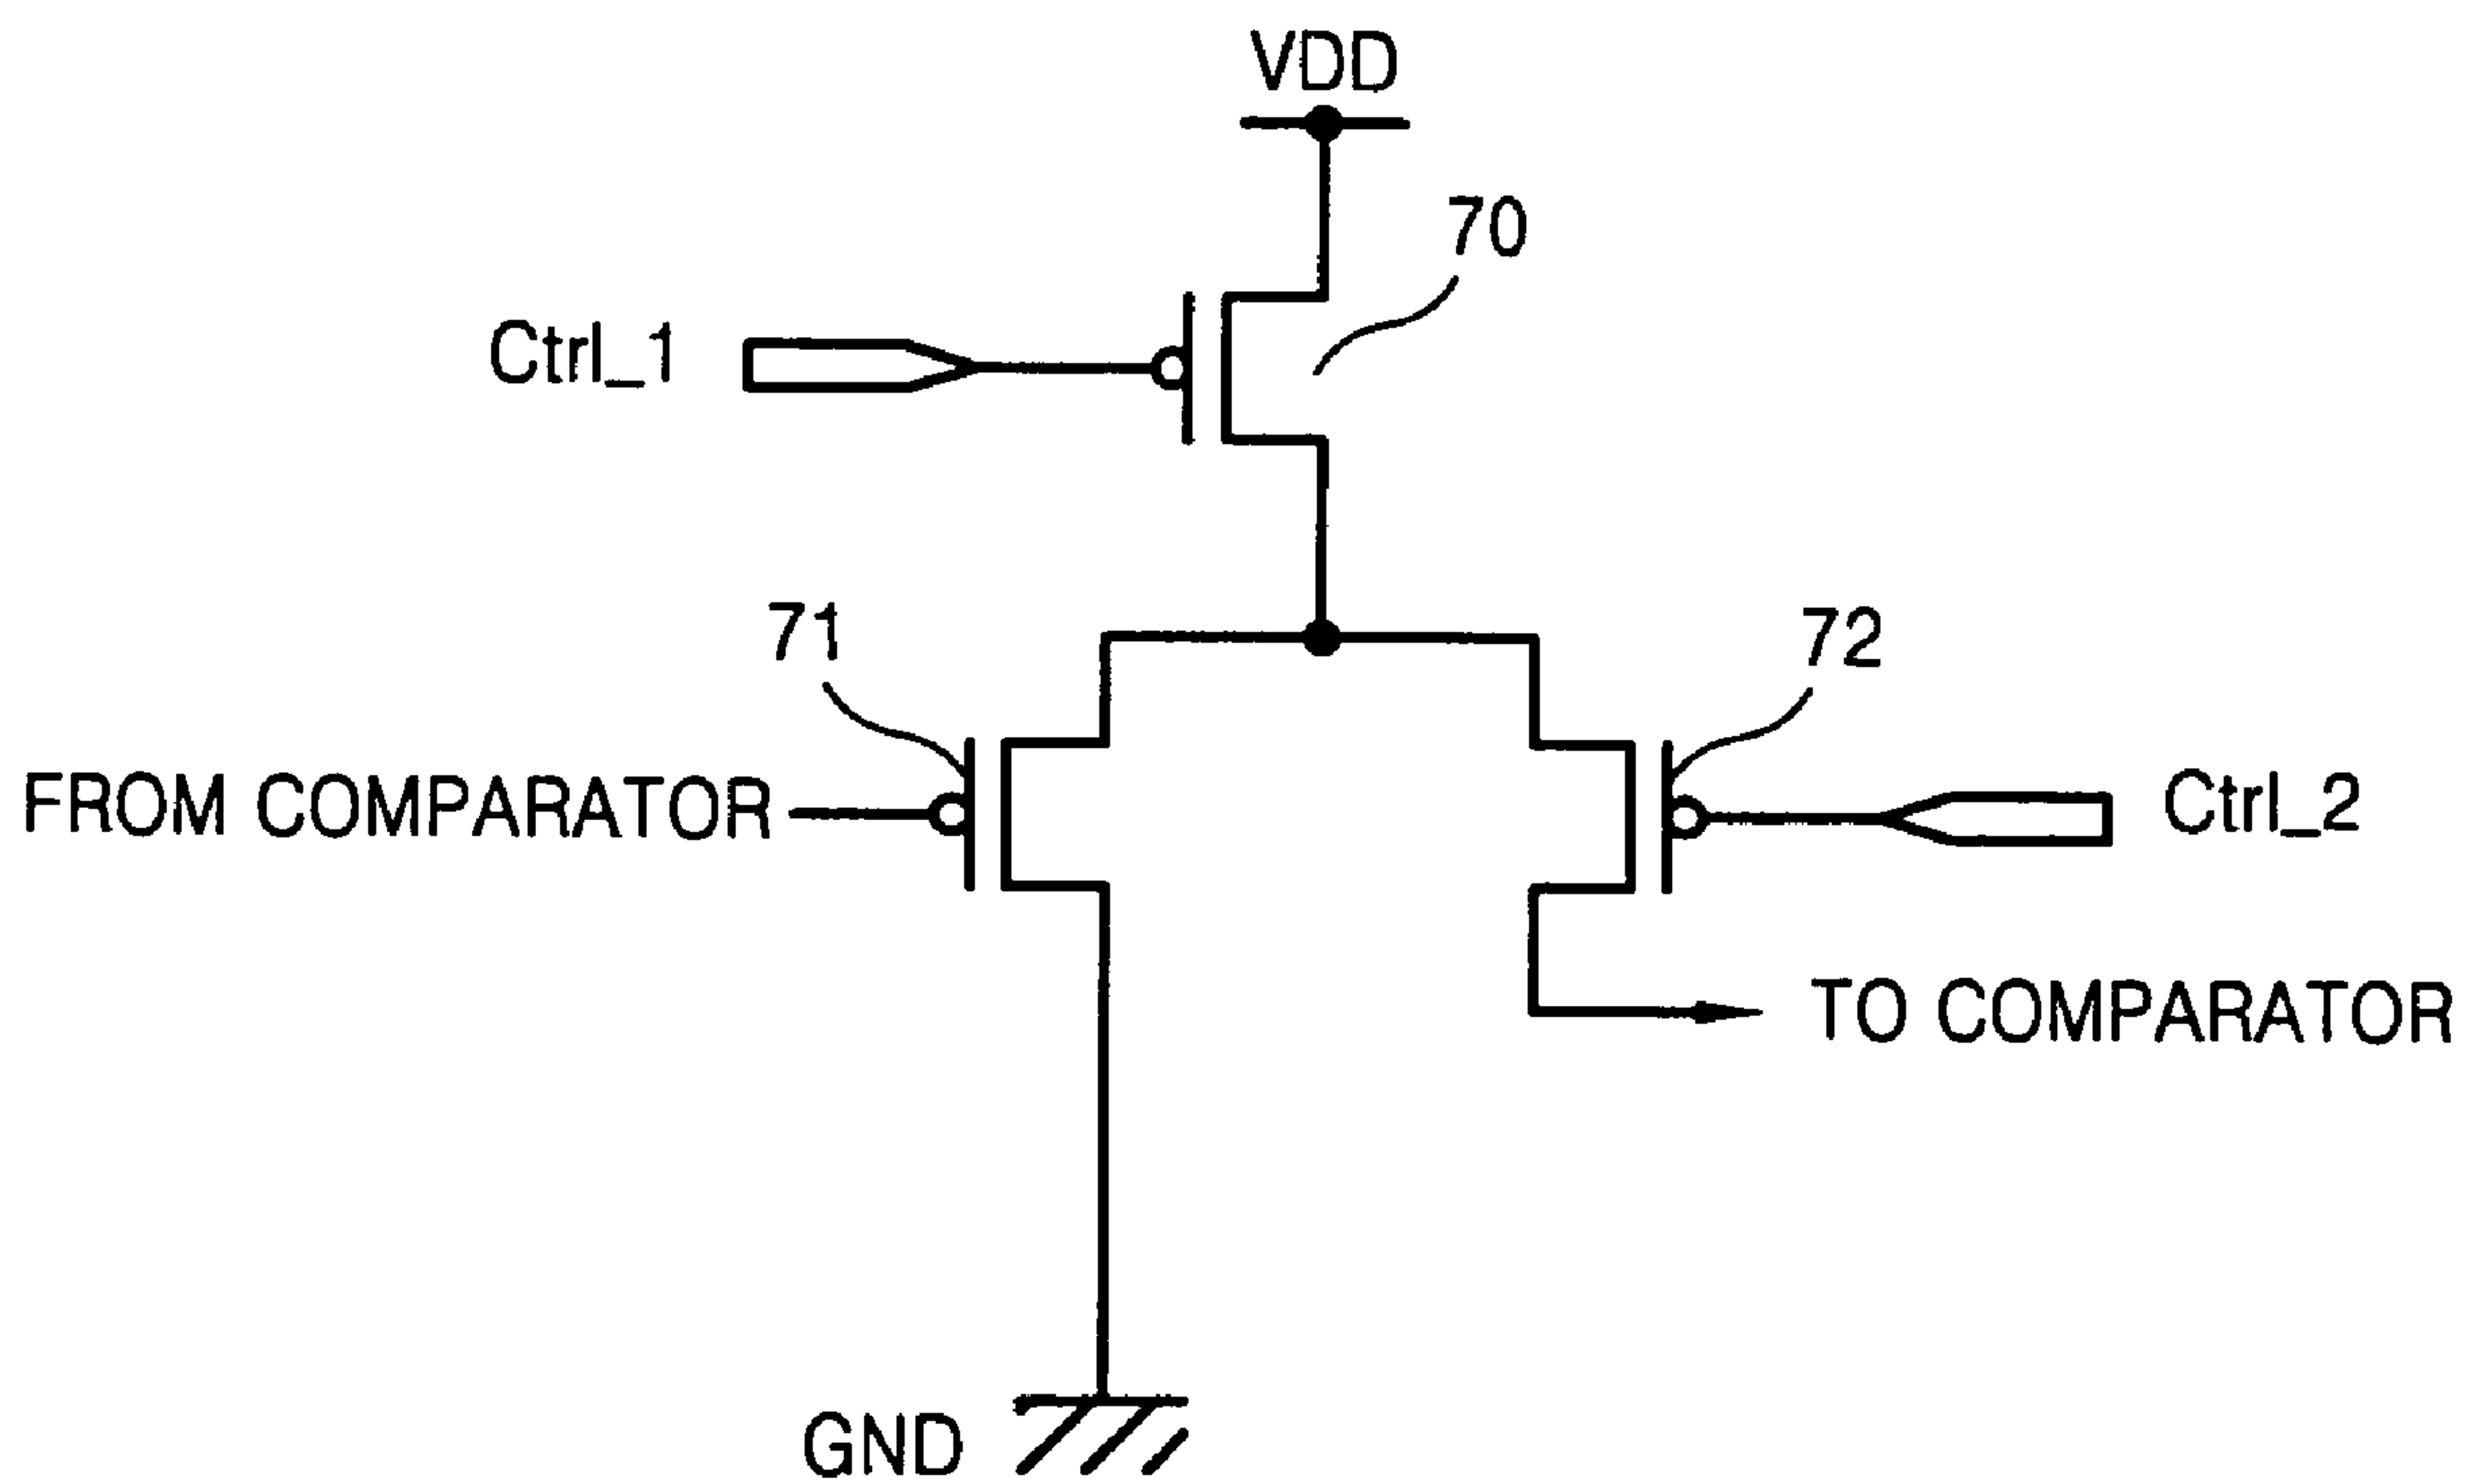 VDD
70
Ctrl_1
71
72
FROM COMPARATOR
Ctrl_2
TO COMPARATOR
GND